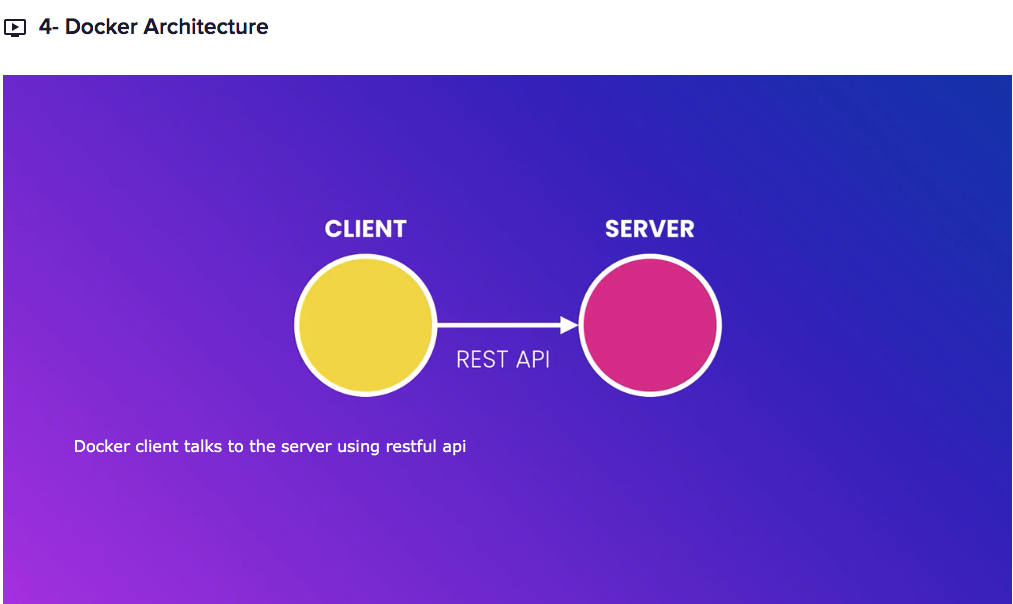 4- Docker Architecture
CLIENT
SERVER
REST API
Docker client talks to the server using restful api